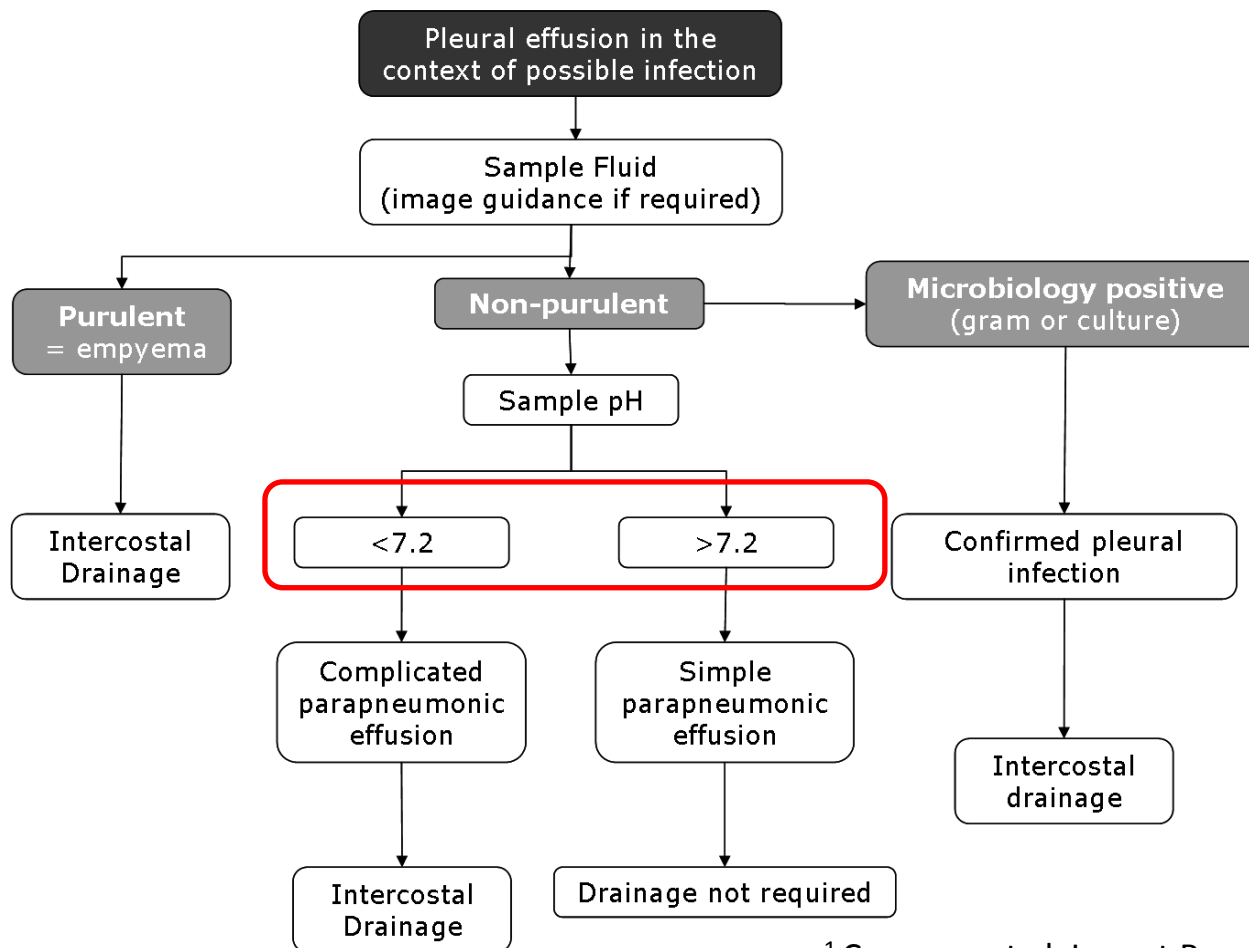 Pleural effusion in the
context of possible infection
Sample Fluid
(image guidance if required)
Purulent
= empyema
Non-purulent
Microbiology positive
(gram or culture)
Sample pH
Intercostal
Drainage
<7.2
>7.2
Confirmed pleural
infection
Complicated
parapneumonic
effusion
Simple
parapneumonic
effusion
Intercostal
drainage
Intercostal
Drainage
Drainage not required